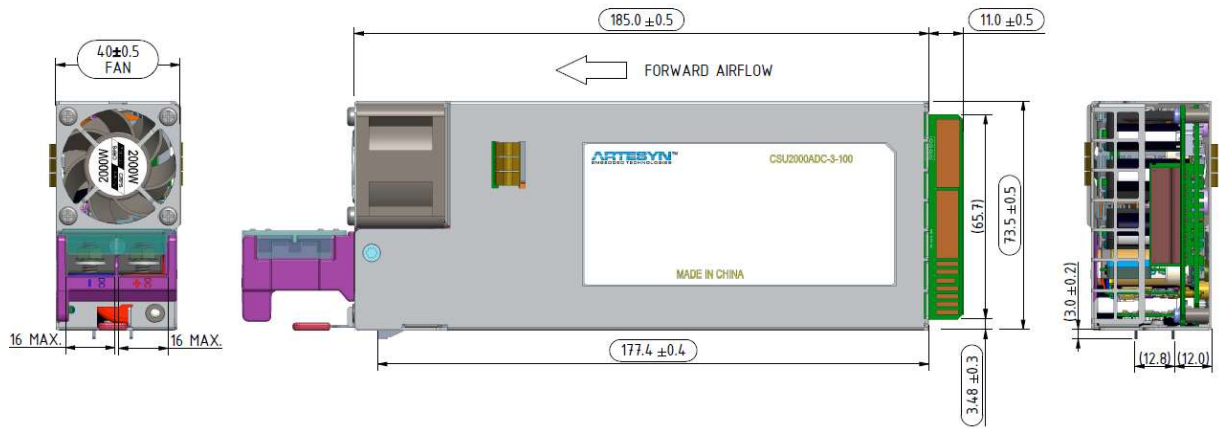 40±0.5
FAN
2000W
M0002
16 MAX.
16 MAX.
185.0 ±0.5
11.0 ±0.5
FORWARD AIRFLOW
ARTESYN™
EMBEDDED TECHNOLOGIES
CSU2000ADC-3-100
MADE IN CHINA
177.4 ±0.4
(65.7)
73.5 ±0.5
3.48 ±0.3
(3.0 ±0.2)
(12.8)
(12.0)